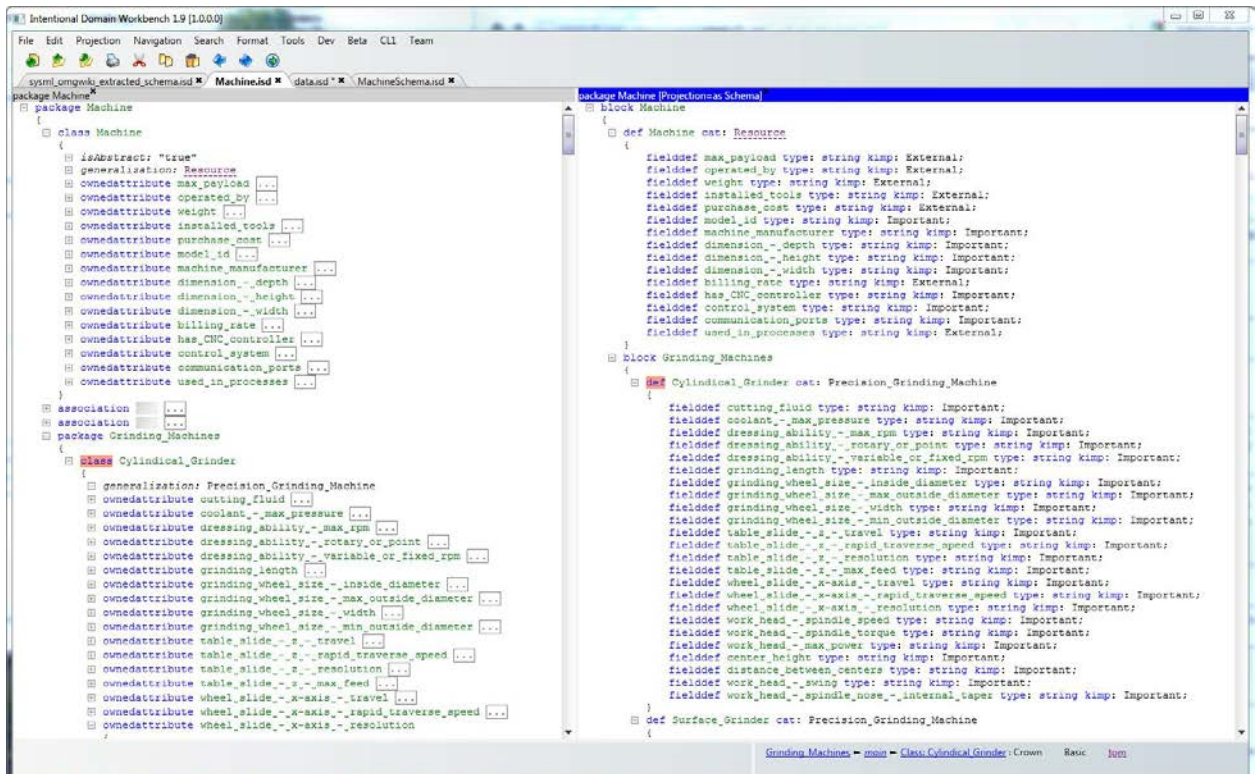 Intentional Domain Workbench 1.9 [1.0.0.0]
File Edit Projection Navigation Search Format Tools Dev Beta CL1 Team
sysml_omgwiki_extracted_schema.isd Machine.isd data.isd * MachineSchema.isd
package Machine
package Machine
{
class Machine
{
isAbstract: "true"
generalization: Resource
ownedattribute max_payload ...
ownedattribute operated_by ...
ownedattribute weight ...
ownedattribute installed_tools ...
ownedattribute purchase_cost ...
ownedattribute model_id ...
ownedattribute machine_manufacturer ...
ownedattribute dimension_-_depth ...
ownedattribute dimension_-_height ...
ownedattribute dimension_-_width ...
ownedattribute billing_rate ...
ownedattribute has_CNC_controller ...
ownedattribute control_system ...
ownedattribute communication_ports ...
ownedattribute used_in_processes ...
}
association ...
association ...
package Grinding_Machines
{
class Cylindical_Grinder
{
generalization: Precision_Grinding_Machine
ownedattribute cutting_fluid ...
ownedattribute coolant_-_max_pressure ...
ownedattribute dressing_ability_-_max_rpm ...
ownedattribute dressing_ability_-_rotary_or_point ...
ownedattribute dressing_ability_-_variable_or_fixed_rpm ...
ownedattribute grinding_length ...
ownedattribute grinding_wheel_size_-_inside_diameter ...
ownedattribute grinding_wheel_size_-_max_outside_diameter ...
ownedattribute grinding_wheel_size_-_width ...
ownedattribute grinding_wheel_size_-_min_outside_diameter ...
ownedattribute table_slide_-_z_-_travel ...
ownedattribute table_slide_-_z_-_rapid_traverse_speed ...
ownedattribute table_slide_-_z_-_resolution ...
ownedattribute table_slide_-_z_-_max_feed ...
ownedattribute wheel_slide_-_x-axis_-_travel ...
ownedattribute wheel_slide_-_x-axis_-_rapid_traverse_speed ...
ownedattribute wheel_slide_-_x-axis_-_resolution
package Machine [Projection=as Schema]
block Machine
{
def Machine cat: Resource
{
fielddef max_payload type: string kimp: External;
fielddef operated_by type: string kimp: External;
fielddef weight type: string kimp: External;
fielddef installed_tools type: string kimp: External;
fielddef purchase_cost type: string kimp: External;
fielddef model_id type: string kimp: Important;
fielddef machine_manufacturer type: string kimp: Important;
fielddef dimension_-_depth type: string kimp: Important;
fielddef dimension_-_height type: string kimp: Important;
fielddef dimension_-_width type: string kimp: Important;
fielddef billing_rate type: string kimp: External;
fielddef has_CNC_controller type: string kimp: Important;
fielddef control_system type: string kimp: Important;
fielddef communication_ports type: string kimp: Important;
fielddef used_in_processes type: string kimp: External;
}
block Grinding_Machines
{
def Cylindical_Grinder cat: Precision_Grinding_Machine
{
fielddef cutting_fluid type: string kimp: Important;
fielddef coolant_-_max_pressure type: string kimp: Important;
fielddef dressing_ability_-_max_rpm type: string kimp: Important;
fielddef dressing_ability_-_rotary_or_point type: string kimp: Important;
fielddef dressing_ability_-_variable_or_fixed_rpm type: string kimp: Important;
fielddef grinding_length type: string kimp: Important;
fielddef grinding_wheel_size_-_inside_diameter type: string kimp: Important;
fielddef grinding_wheel_size_-_max_outside_diameter type: string kimp: Important;
fielddef grinding_wheel_size_-_width type: string kimp: Important;
fielddef grinding_wheel_size_-_min_outside_diameter type: string kimp: Important;
fielddef table_slide_-_z_-_travel type: string kimp: Important;
fielddef table_slide_-_z_-_rapid_traverse_speed type: string kimp: Important;
fielddef table_slide_-_z_-_resolution type: string kimp: Important;
fielddef table_slide_-_z_-_max_feed type: string kimp: Important;
fielddef wheel_slide_-_x-axis_-_travel type: string kimp: Important;
fielddef wheel_slide_-_x-axis_-_rapid_traverse_speed type: string kimp: Important;
fielddef wheel_slide_-_x-axis_-_resolution type: string kimp: Important;
fielddef work_head_-_spindle_speed type: string kimp: Important;
fielddef work_head_-_spindle_torque type: string kimp: Important;
fielddef work_head_-_max_power type: string kimp: Important;
fielddef center_height type: string kimp: Important;
fielddef distance_between_centers type: string kimp: Important;
fielddef work_head_-_swing type: string kimp: Important;
fielddef work_head_-_spindle_nose_-_internal_taper type: string kimp: Important;
}
def Surface_Grinder cat: Precision_Grinding_Machine
{
Grinding_Machines - main - Class: Cylindical_Grinder : Crown Basic tom